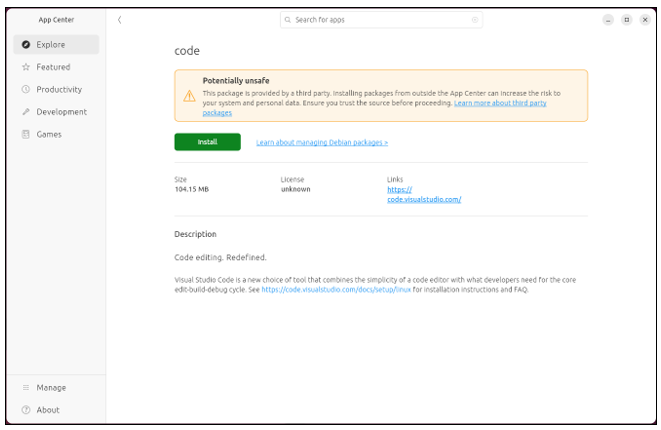 App Center
Search for apps
Explore
Featured
Productivity
Development
Games
Manage
About
code
Potentially unsafe
This package is provided by a third party. Installing packages from outside the App Center can increase the risk to
your system and personal data. Ensure you trust the source before proceeding. Learn more about third party
packages
Install
Learn about managing Debian packages >
Size
104.15 MB
License
unknown
Links
https://
code.visualstudio.com/
Description
Code editing. Redefined.
Visual Studio Code is a new choice of tool that combines the simplicity of a code editor with what developers need for the core
edit-build-debug cycle. See https://code.visualstudio.com/docs/setup/linux for installation instructions and FAQ.